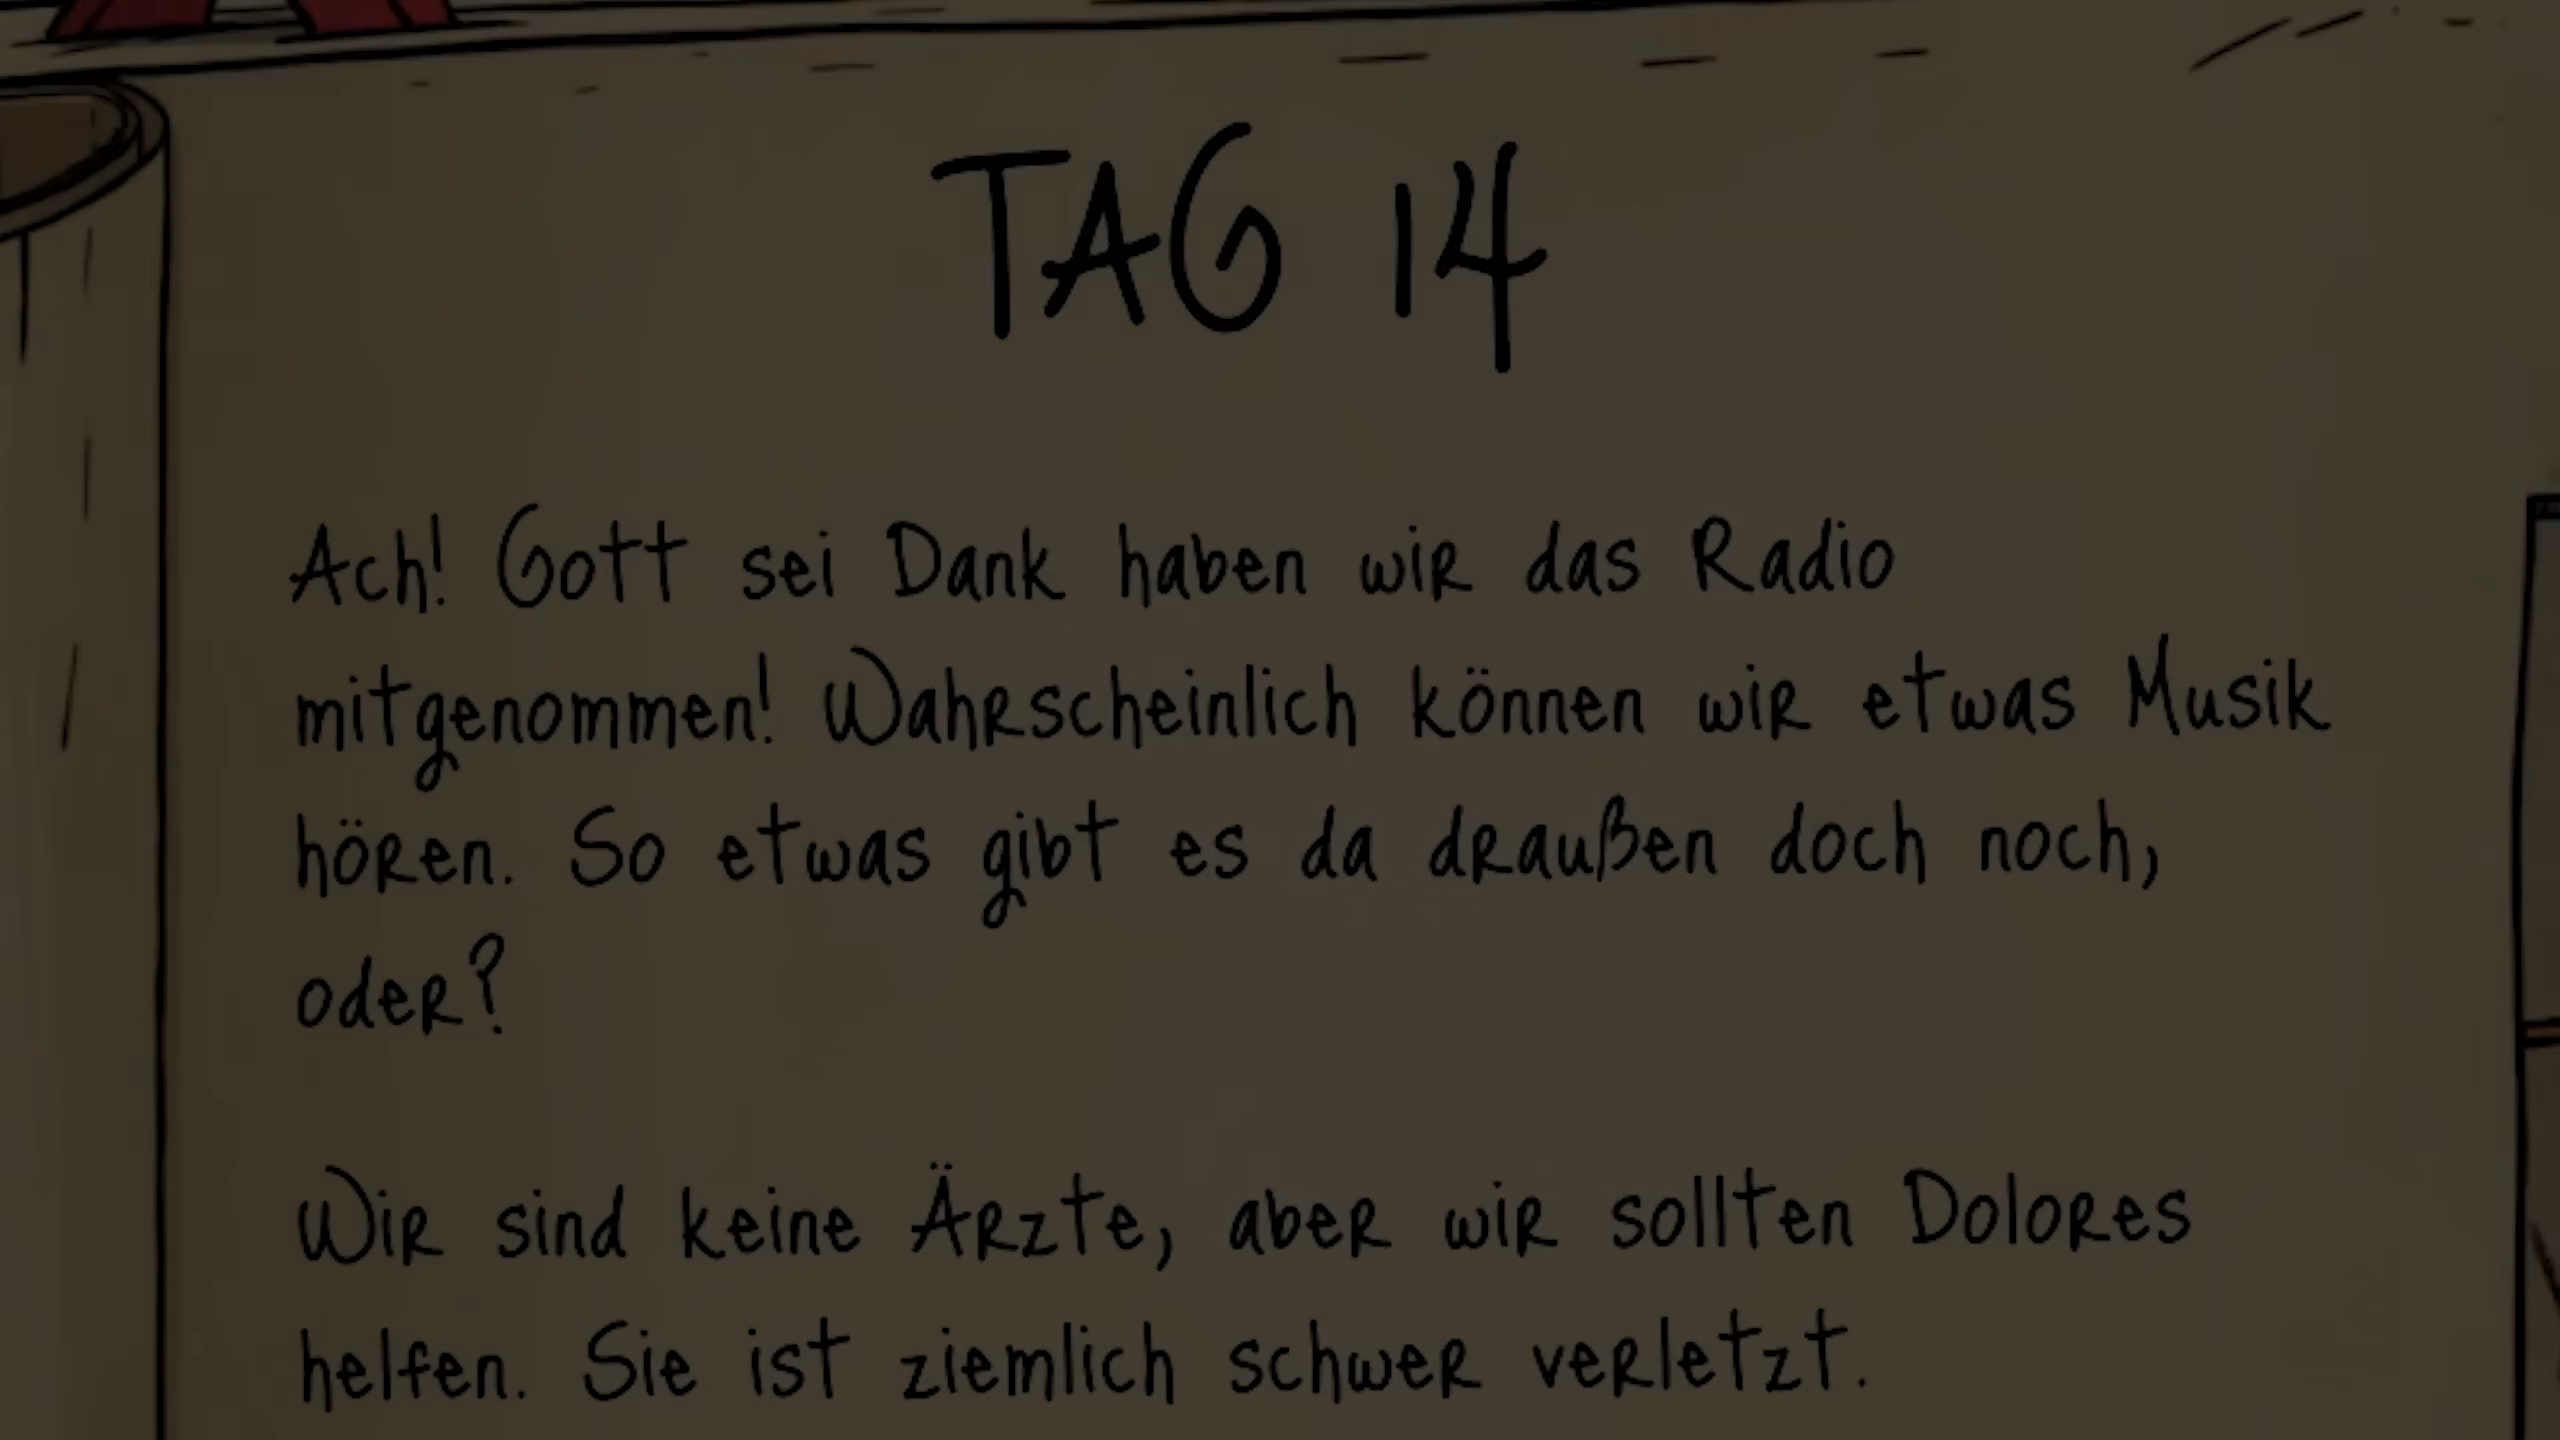 TAG 14
Ach! Gott sei Dank haben wir das Radio
mitgenommen! Wahrscheinlich können wir etwas Musik
hören. So etwas gibt es da draußen doch noch,
oder?
Wir sind keine Ärzte, aber wir sollten Dolores
helfen. Sie ist ziemlich schwer verletzt.